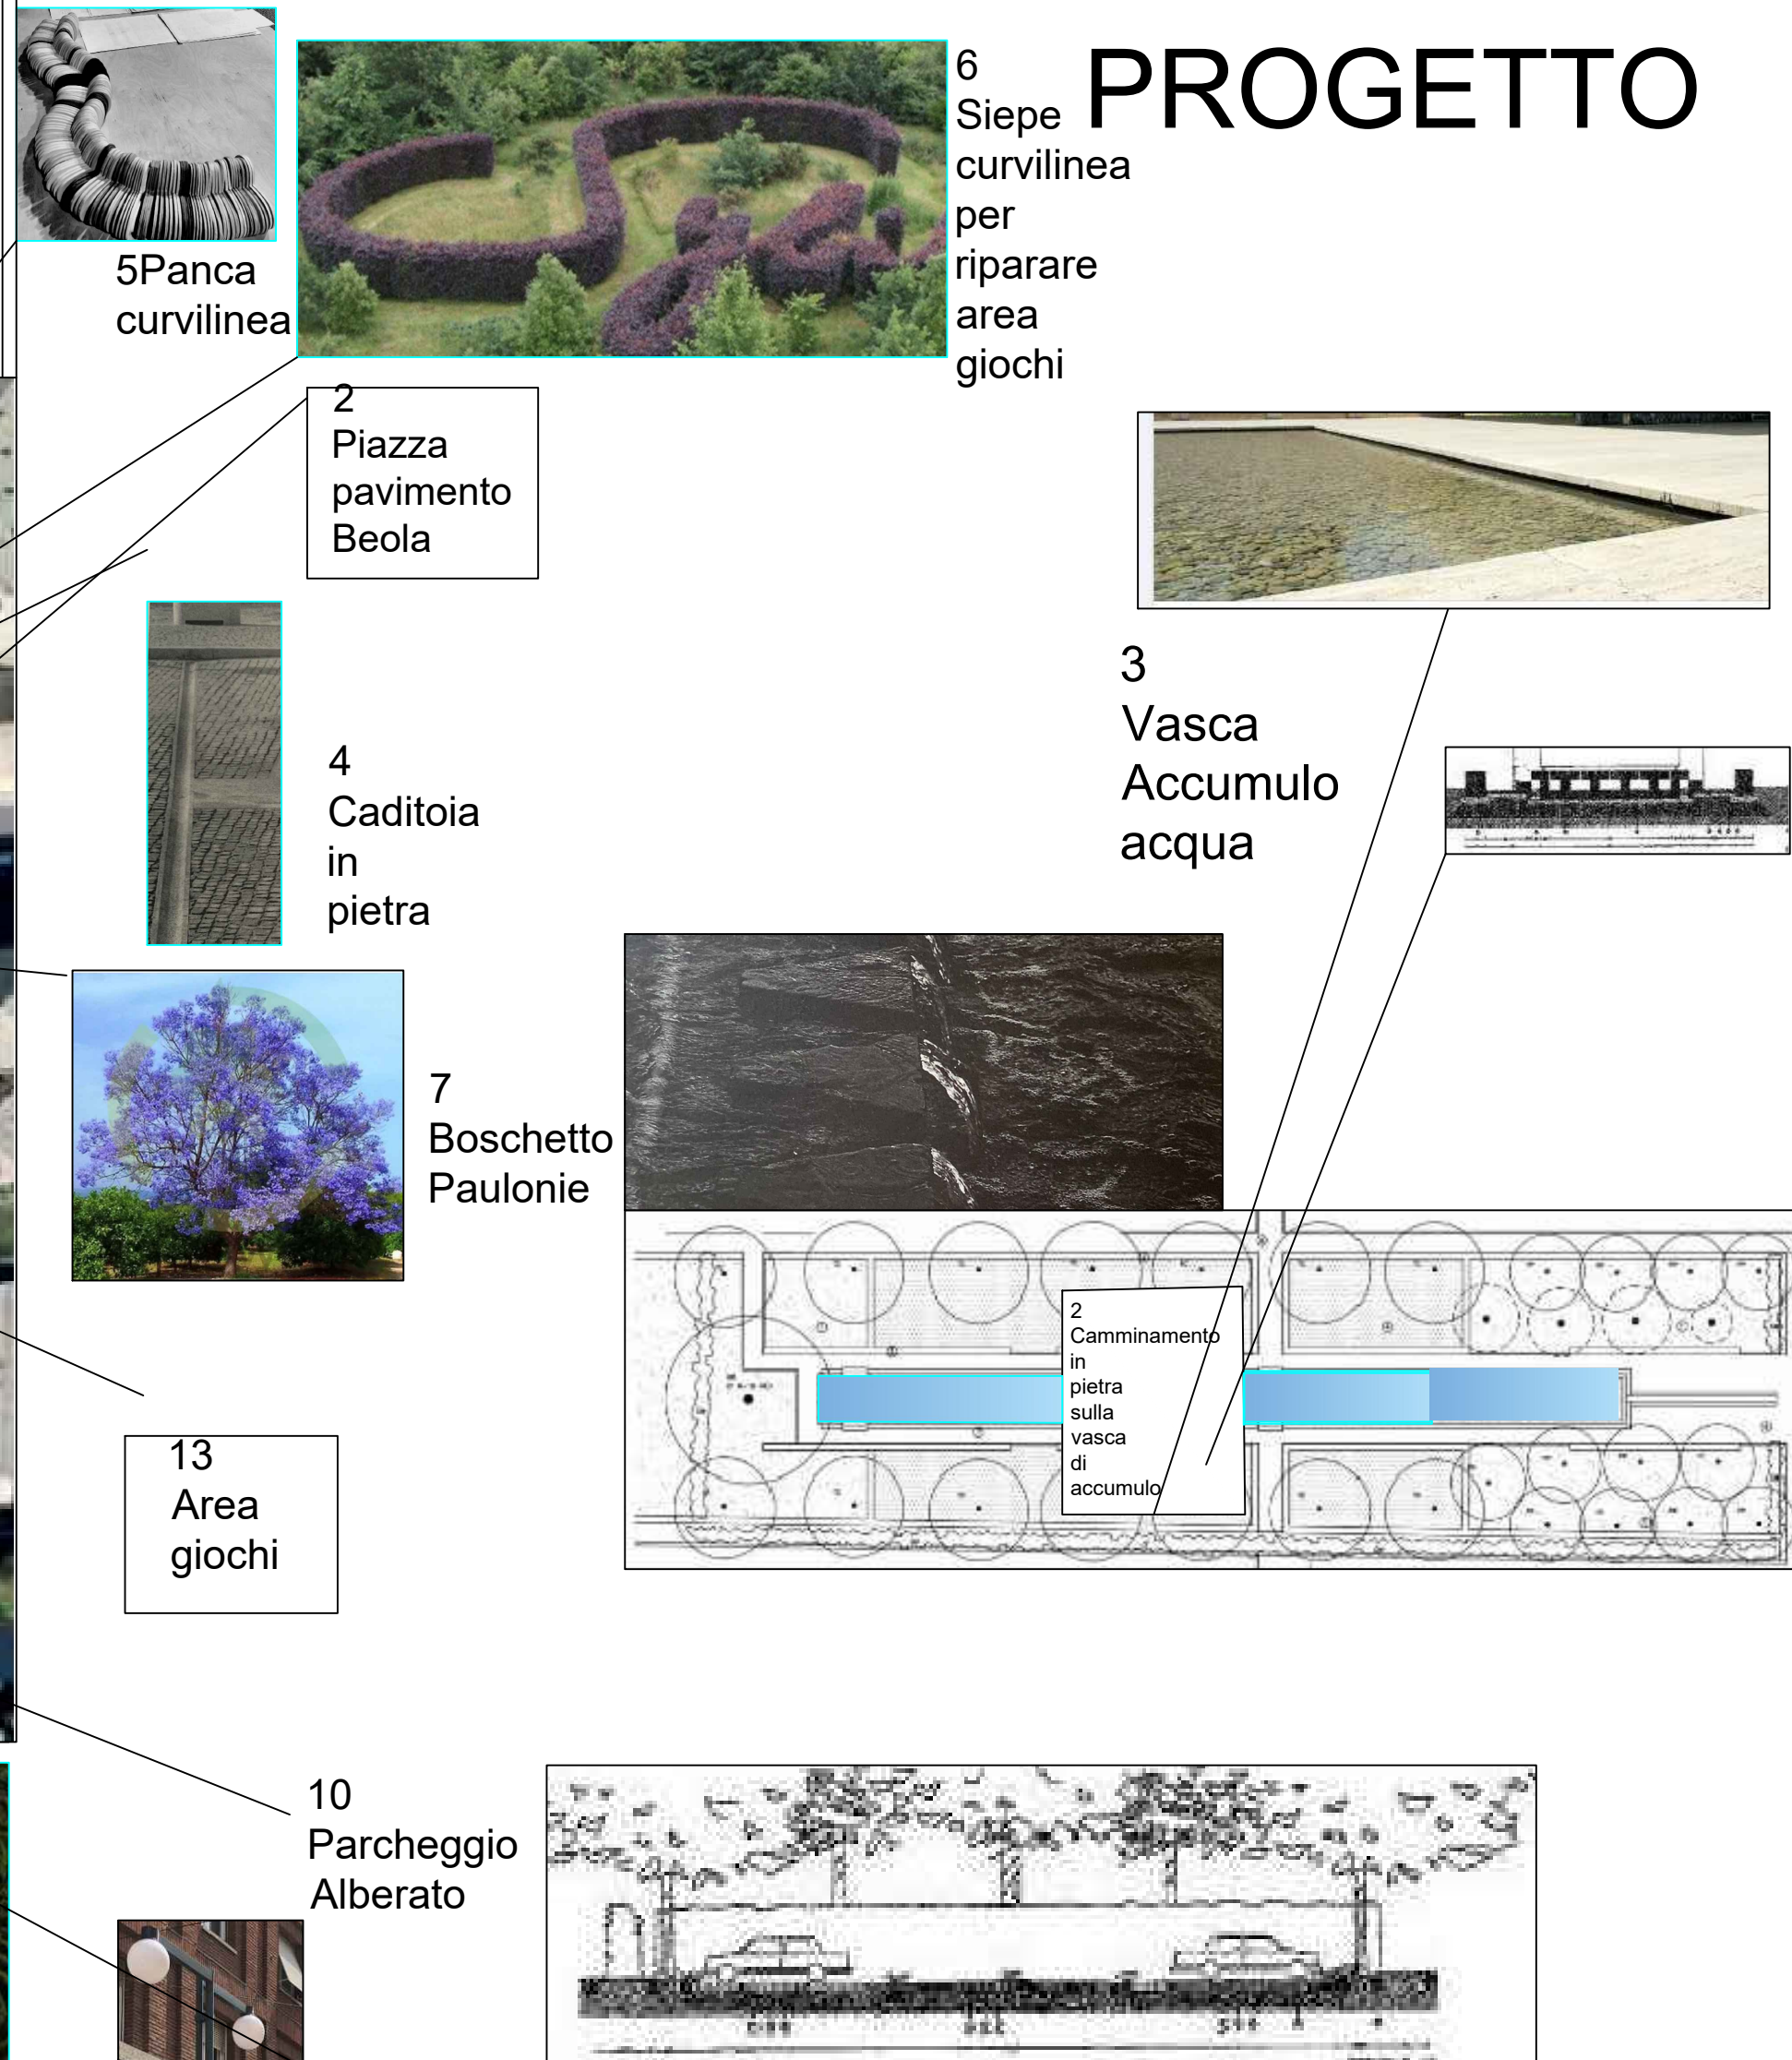 PROGETTO
5Panca
curvilinea
6
Siepe
curvilinea
per
riparare
area
giochi
2
Piazza
pavimento
Beola
3
Vasca
Accumulo
acqua
4
Caditoia
in
pietra
7
Boschetto
Paulonie
2
Camminamento
in
pietra
sulla
vasca
di
accumulo
13
Area
giochi
10
Parcheggio
Alberato